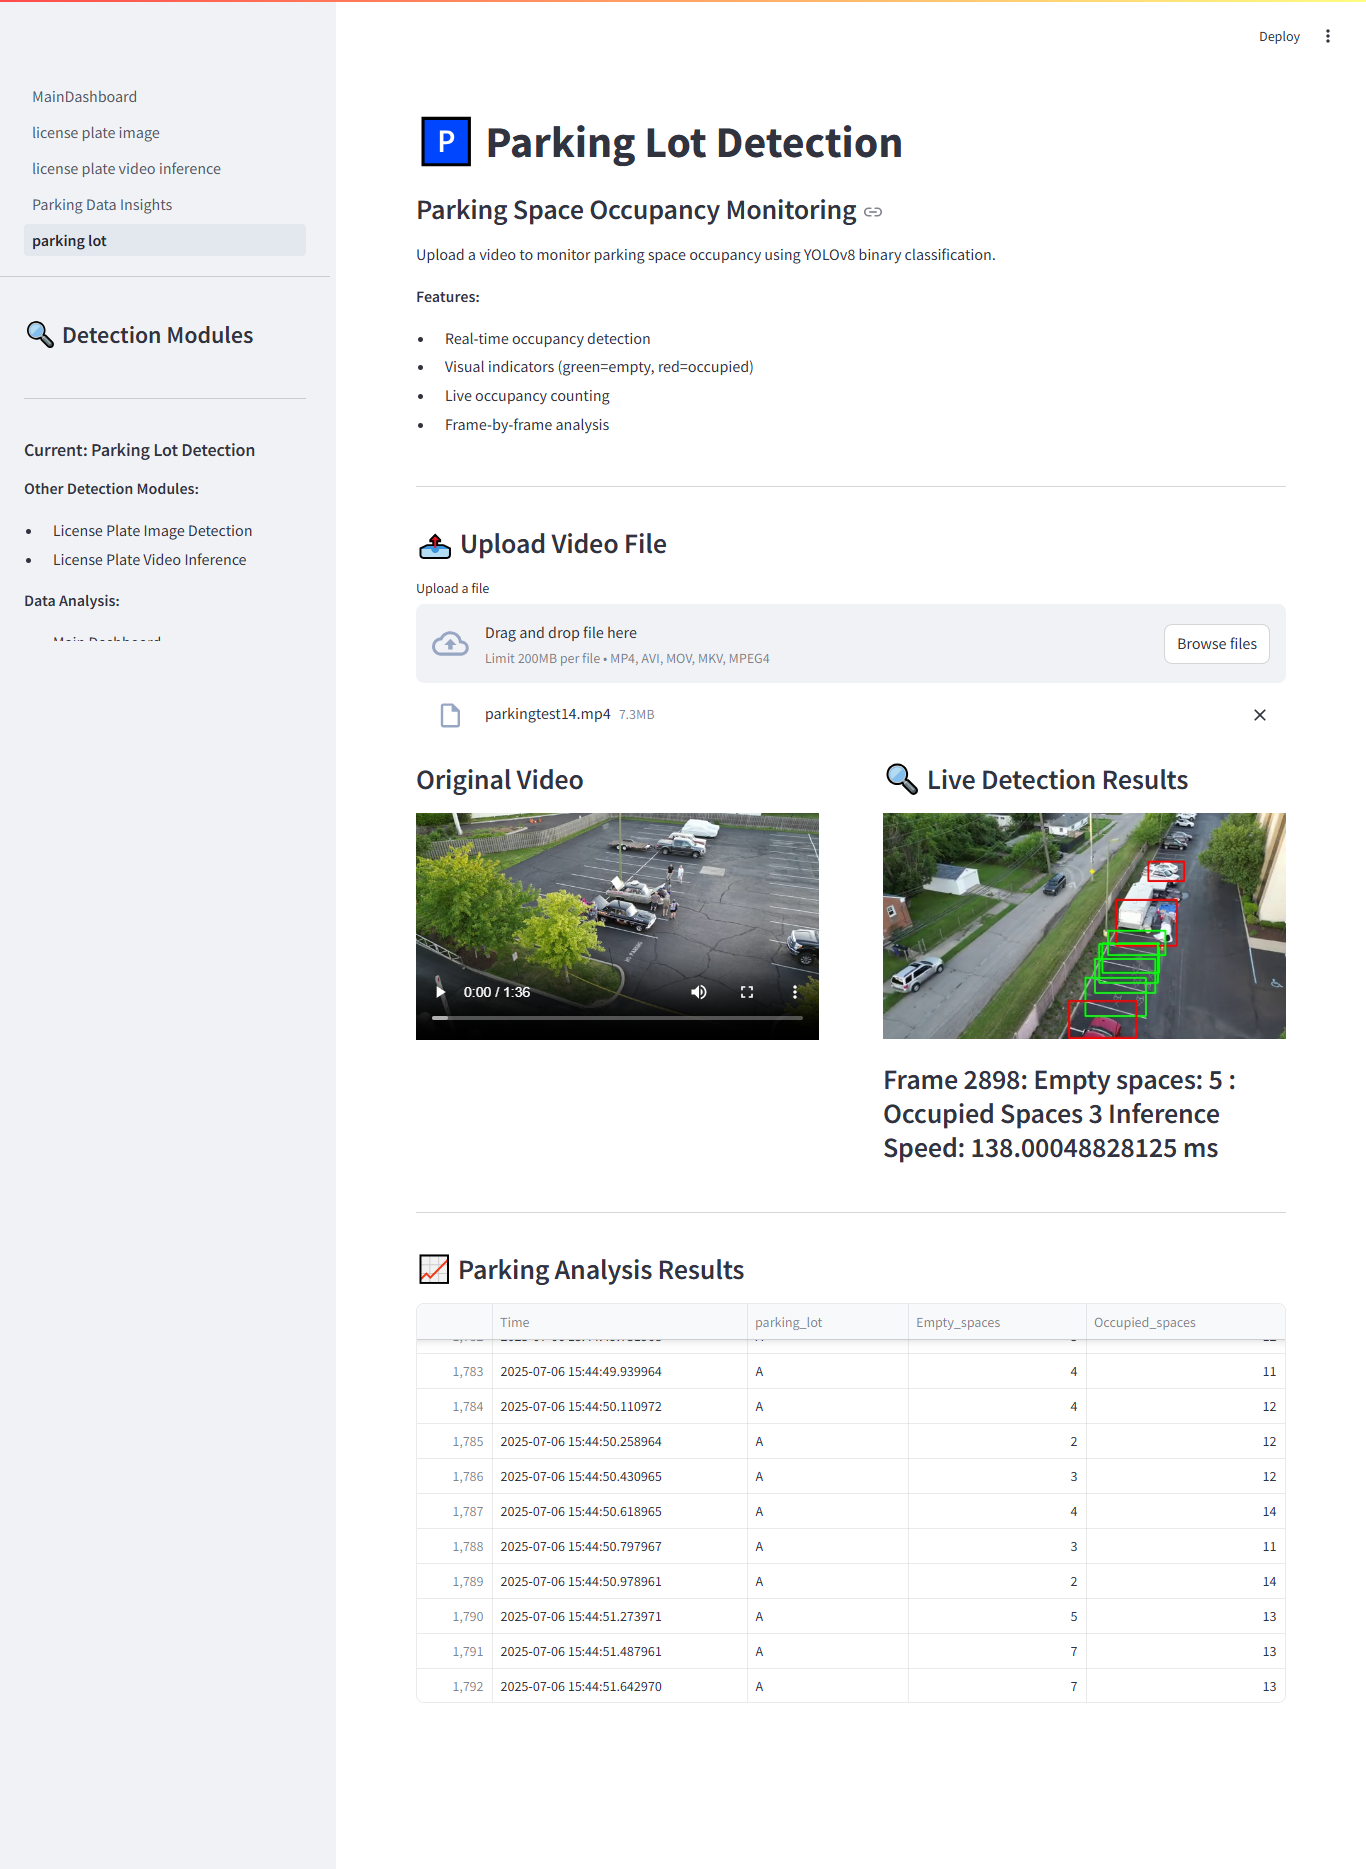 Deploy
MainDashboard
license plate image
license plate video inference
Parking Data Insights
parking lot
Detection Modules
Current: Parking Lot Detection
Other Detection Modules:
License Plate Image Detection
License Plate Video Inference
Data Analysis:
P Parking Lot Detection
Parking Space Occupancy Monitoring
Upload a video to monitor parking space occupancy using YOLOv8 binary classification.
Features:
Real-time occupancy detection
Visual indicators (green=empty, red=occupied)
Live occupancy counting
Frame-by-frame analysis
Upload Video File
Upload a file
Drag and drop file here
Limit 200MB per file • MP4, AVI, MOV, MKV, MPEG4
Browse files
parkingtest14.mp4 7.3MB
Original Video
0:00 / 1:36
Live Detection Results
Frame 2898: Empty spaces: 5 :
Occupied Spaces 3 Inference
Speed: 138.00048828125 ms
Parking Analysis Results
Time parking_lot Empty_spaces Occupied_spaces
1,783 2025-07-06 15:44:49.939964 A 4 11
1,784 2025-07-06 15:44:50.110972 A 4 12
1,785 2025-07-06 15:44:50.258964 A 2 12
1,786 2025-07-06 15:44:50.430965 A 3 12
1,787 2025-07-06 15:44:50.618965 A 4 14
1,788 2025-07-06 15:44:50.797967 A 3 11
1,789 2025-07-06 15:44:50.978961 A 2 14
1,790 2025-07-06 15:44:51.273971 A 5 13
1,791 2025-07-06 15:44:51.487961 A 7 13
1,792 2025-07-06 15:44:51.642970 A 7 13